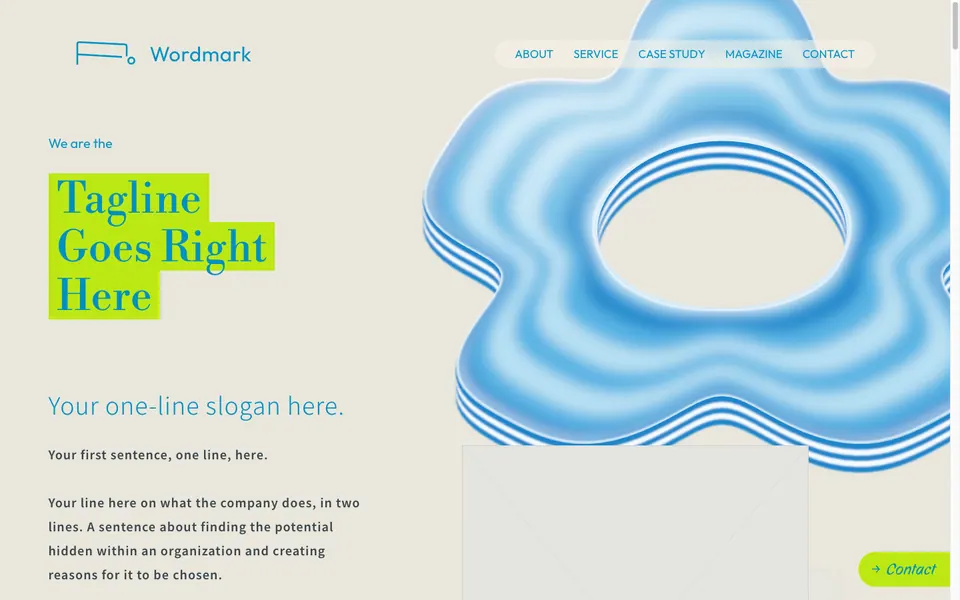 Wordmark
ABOUT SERVICE CASE STUDY MAGAZINE CONTACT
We are the
Tagline
Goes Right
Here
Your one-line slogan here.
Your first sentence, one line, here.
Your line here on what the company does, in two
lines. A sentence about finding the potential
hidden within an organization and creating
reasons for it to be chosen.
→ Contact